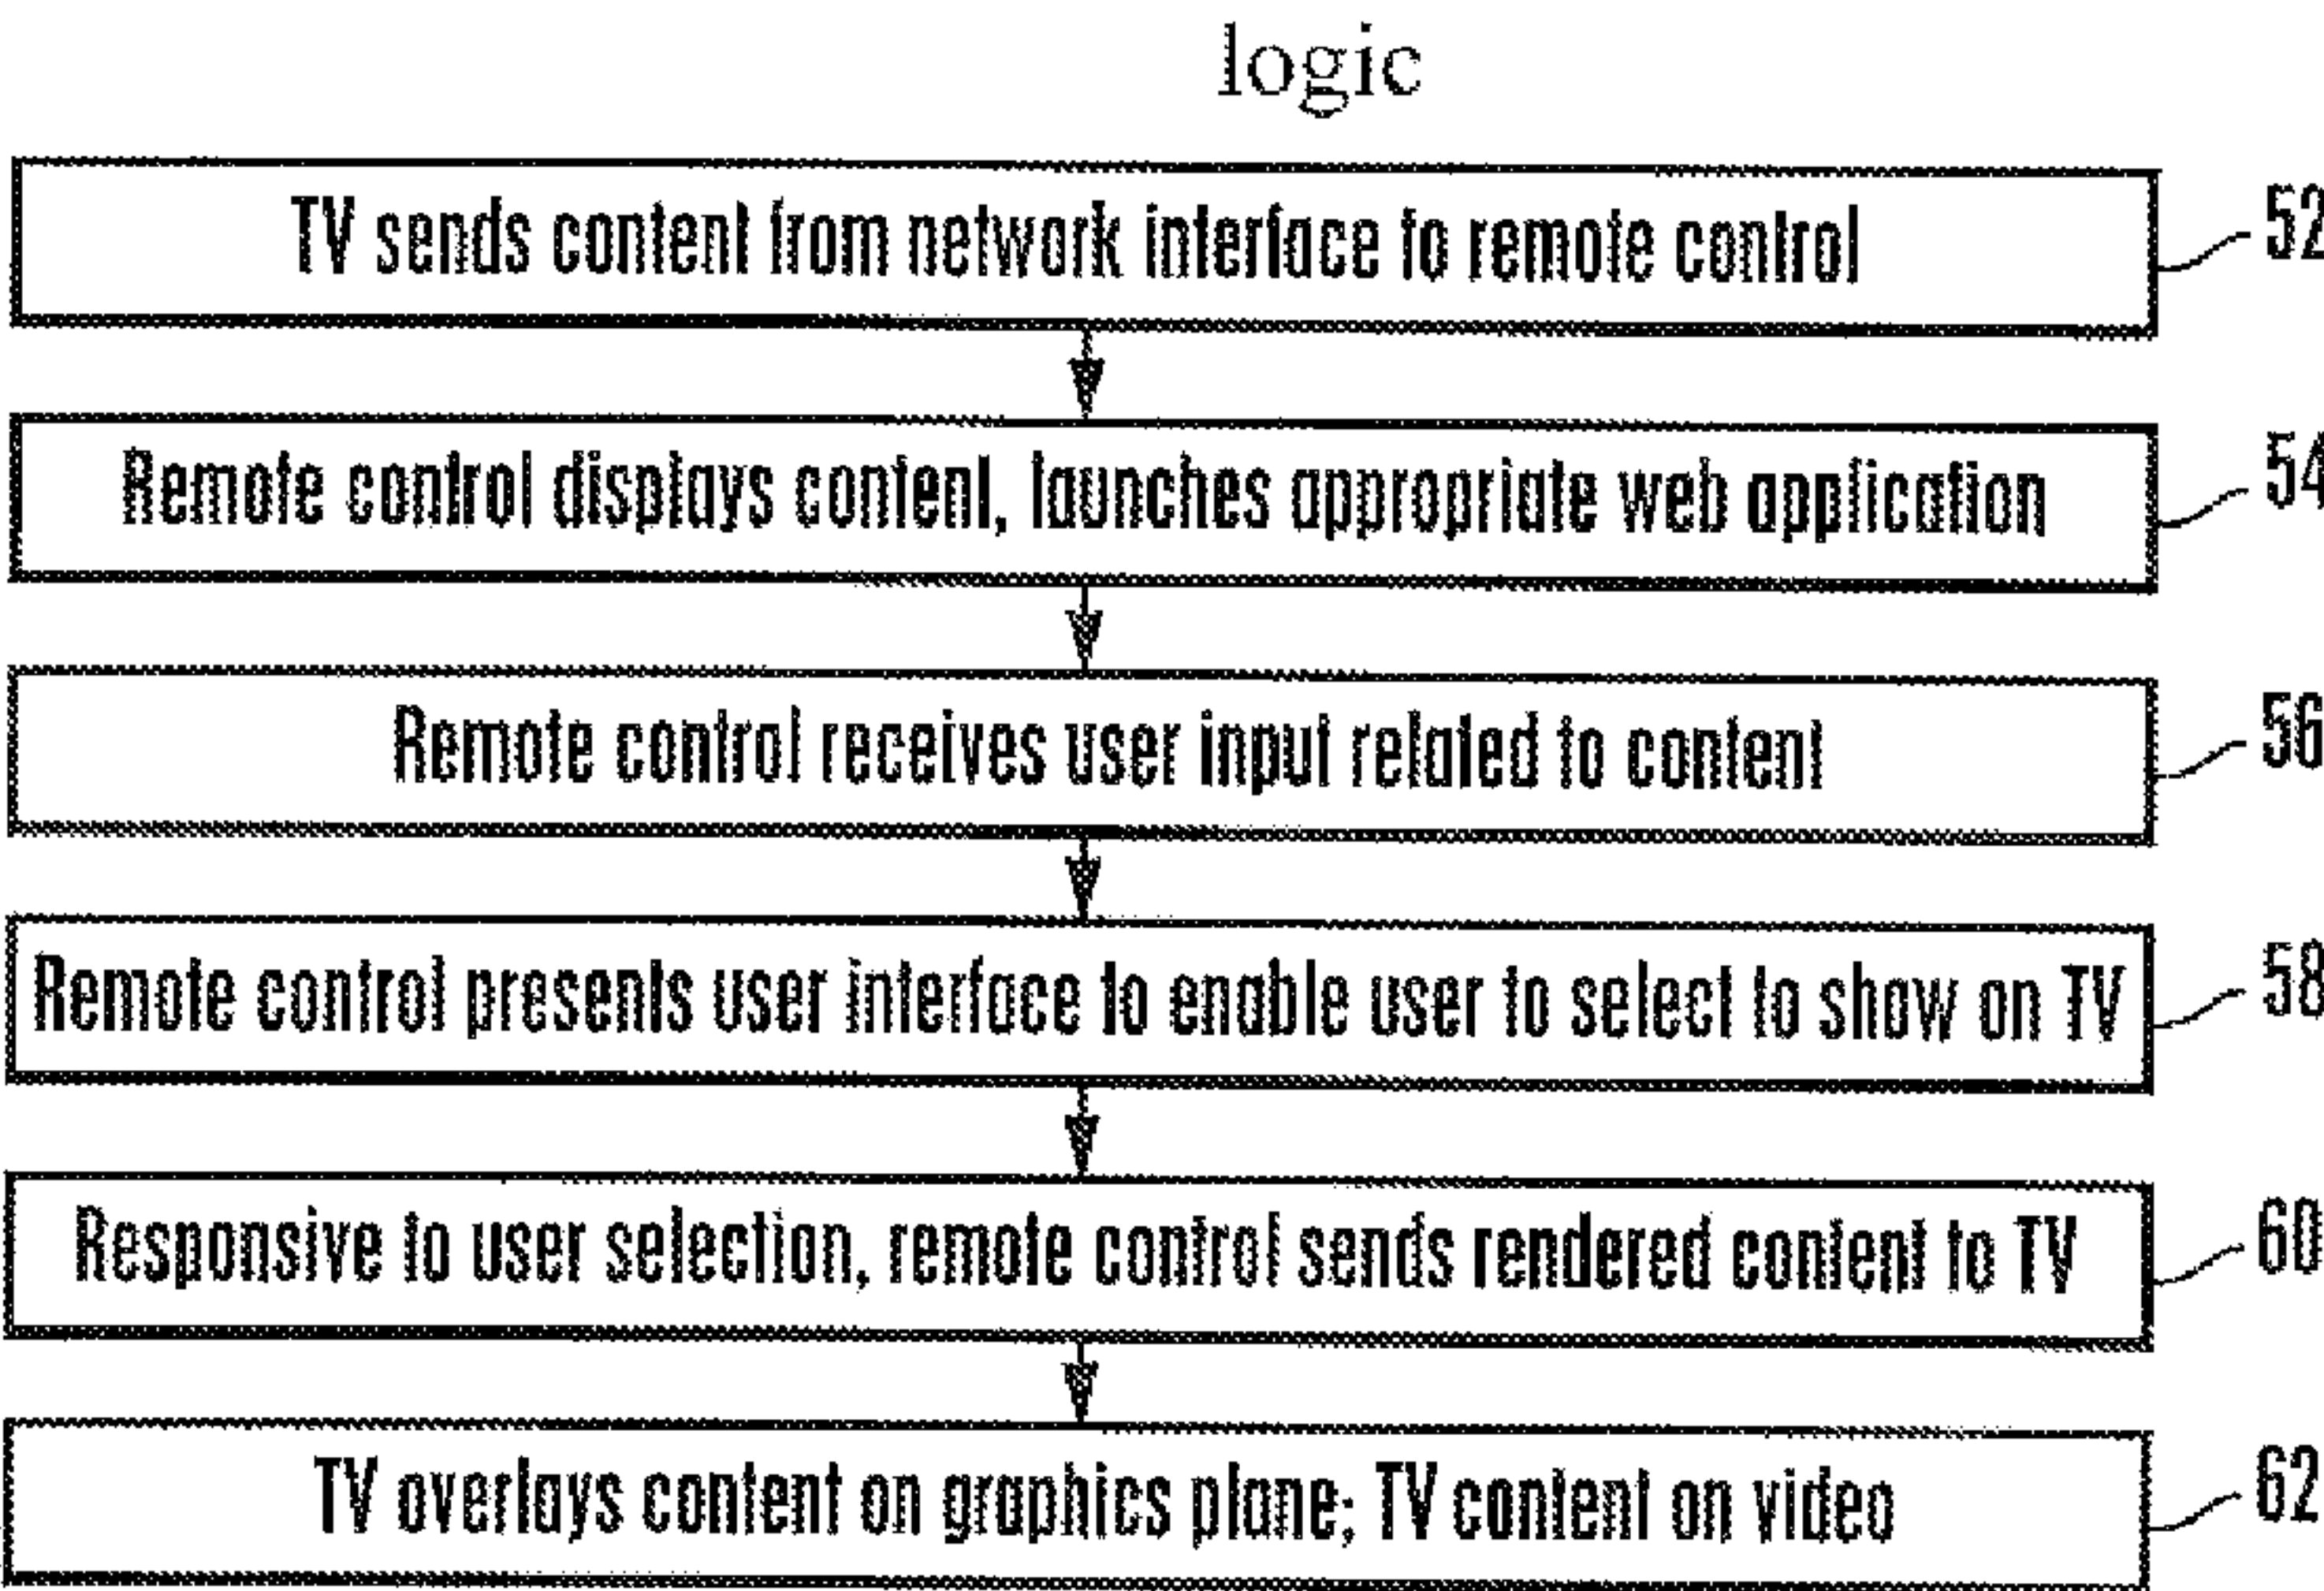 logic
TV sends content from network interface to remote control
52
Remote control displays content, launches appropriate web application
54
Remote control receives user input related to content
56
Remote control presents user interface to enable user to select to show on TV
58
Responsive to user selection, remote control sends rendered content to TV
60
TV overlays content on graphics plane; TV content on video
62